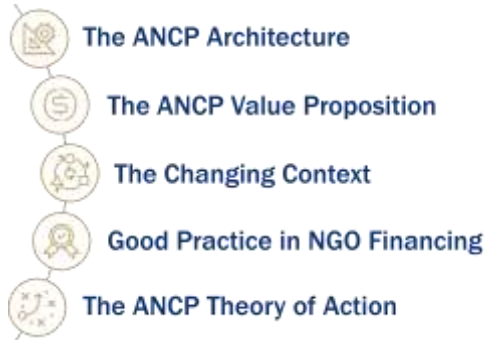 The ANCP Architecture
The ANCP Value Proposition
The Changing Context
Good Practice in NGO Financing
The ANCP Theory of Action